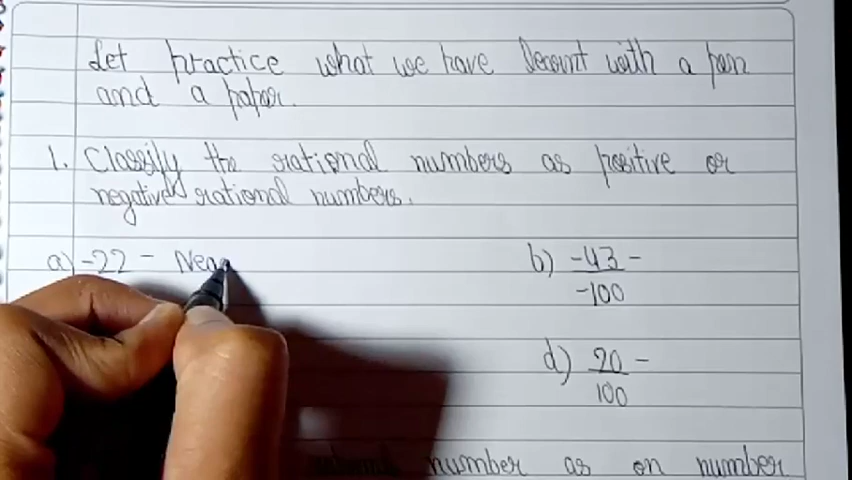 Let practice what we have learnt with a pen
and a paper.
1. Classify the rational numbers as positive or
negative rational numbers.
a) -22 - Neg
b) -43 -
-100
d) 20 -
100
number as on number